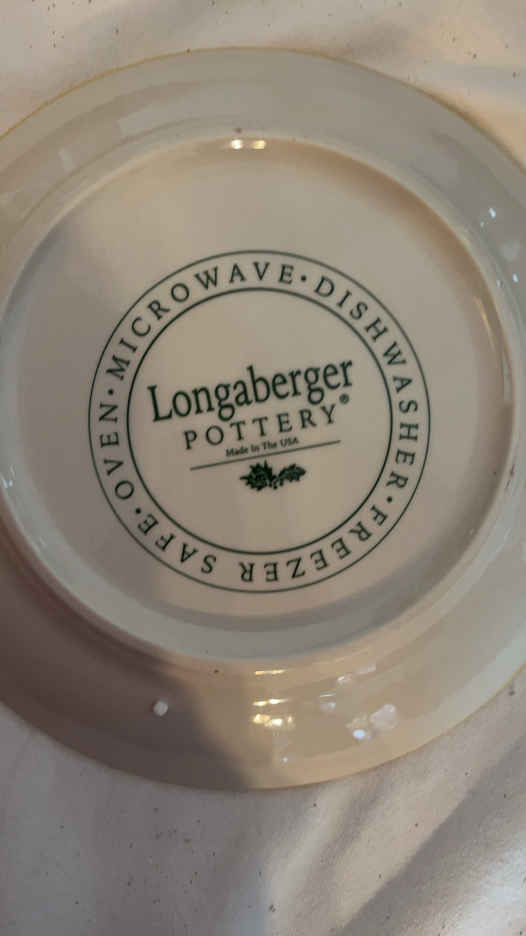 OVEN • MICROWAVE • DISHWASHER • FREEZER SAFE •
Longaberger
POTTERY®
Made In The USA